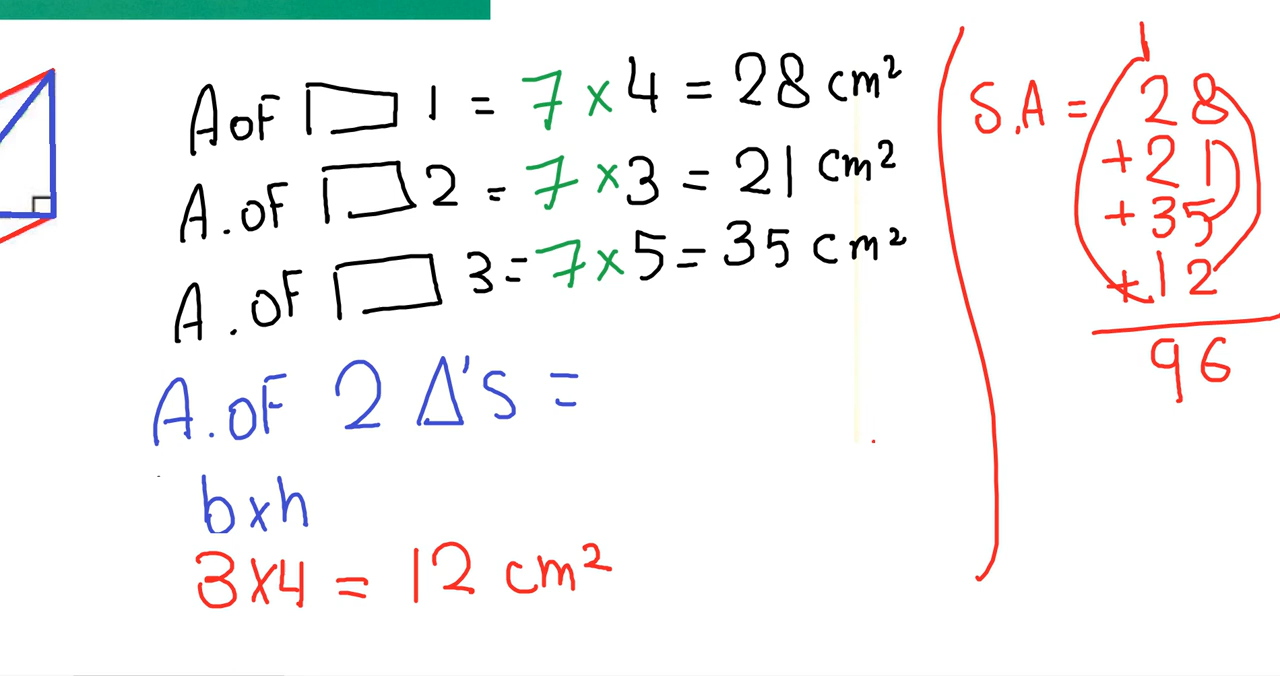 A of 1 = 7 × 4 = 28 cm²
A. of 2 = 7 × 3 = 21 cm²
A. of 3 = 7 × 5 = 35 cm²
A. of 2 Δ's =
b x h
3 x 4 = 12 cm²
1
S.A = 28
+ 21
+ 35
+ 12
96